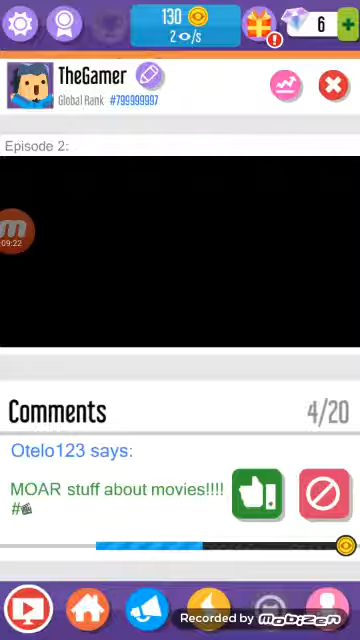 130
2 /s
6
TheGamer
Global Rank #799999997
Episode 2:
09:22
Comments
4/20
Otelo123 says:
MOAR stuff about movies!!!!
#
Recorded by mobizen